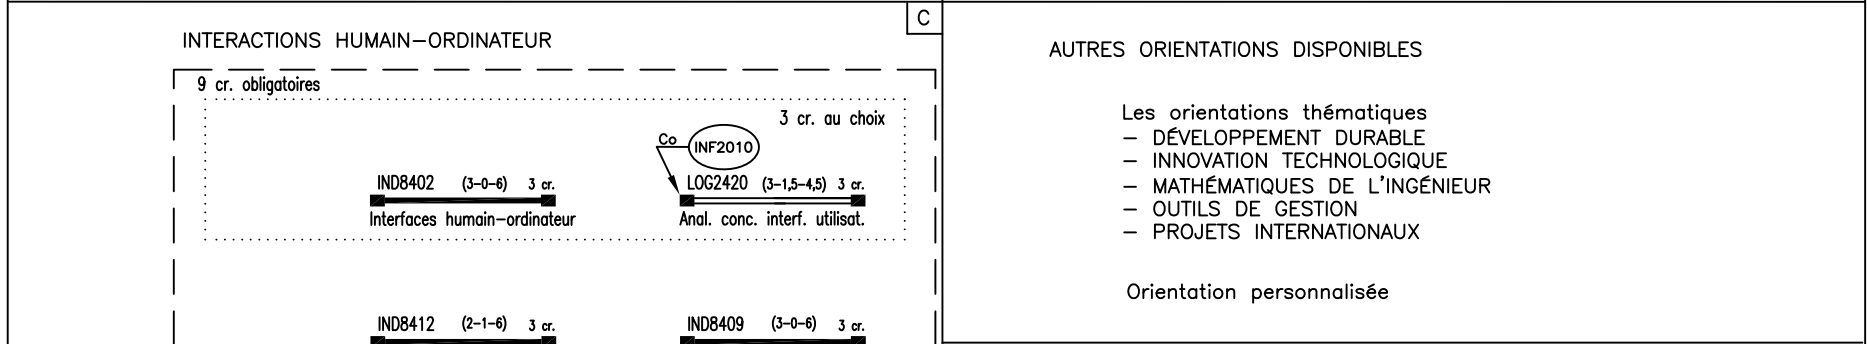 C
INTERACTIONS HUMAIN-ORDINATEUR
9 cr. obligatoires
3 cr. au choix
Co
INF2010
IND8402 (3-0-6) 3 cr.
Interfaces humain-ordinateur
LOG2420 (3-1,5-4,5) 3 cr.
Anal. conc. interf. utilisat.
IND8412 (2-1-6) 3 cr.
IND8409 (3-0-6) 3 cr.
AUTRES ORIENTATIONS DISPONIBLES
Les orientations thématiques
- DÉVELOPPEMENT DURABLE
- INNOVATION TECHNOLOGIQUE
- MATHÉMATIQUES DE L'INGÉNIEUR
- OUTILS DE GESTION
- PROJETS INTERNATIONAUX
Orientation personnalisée